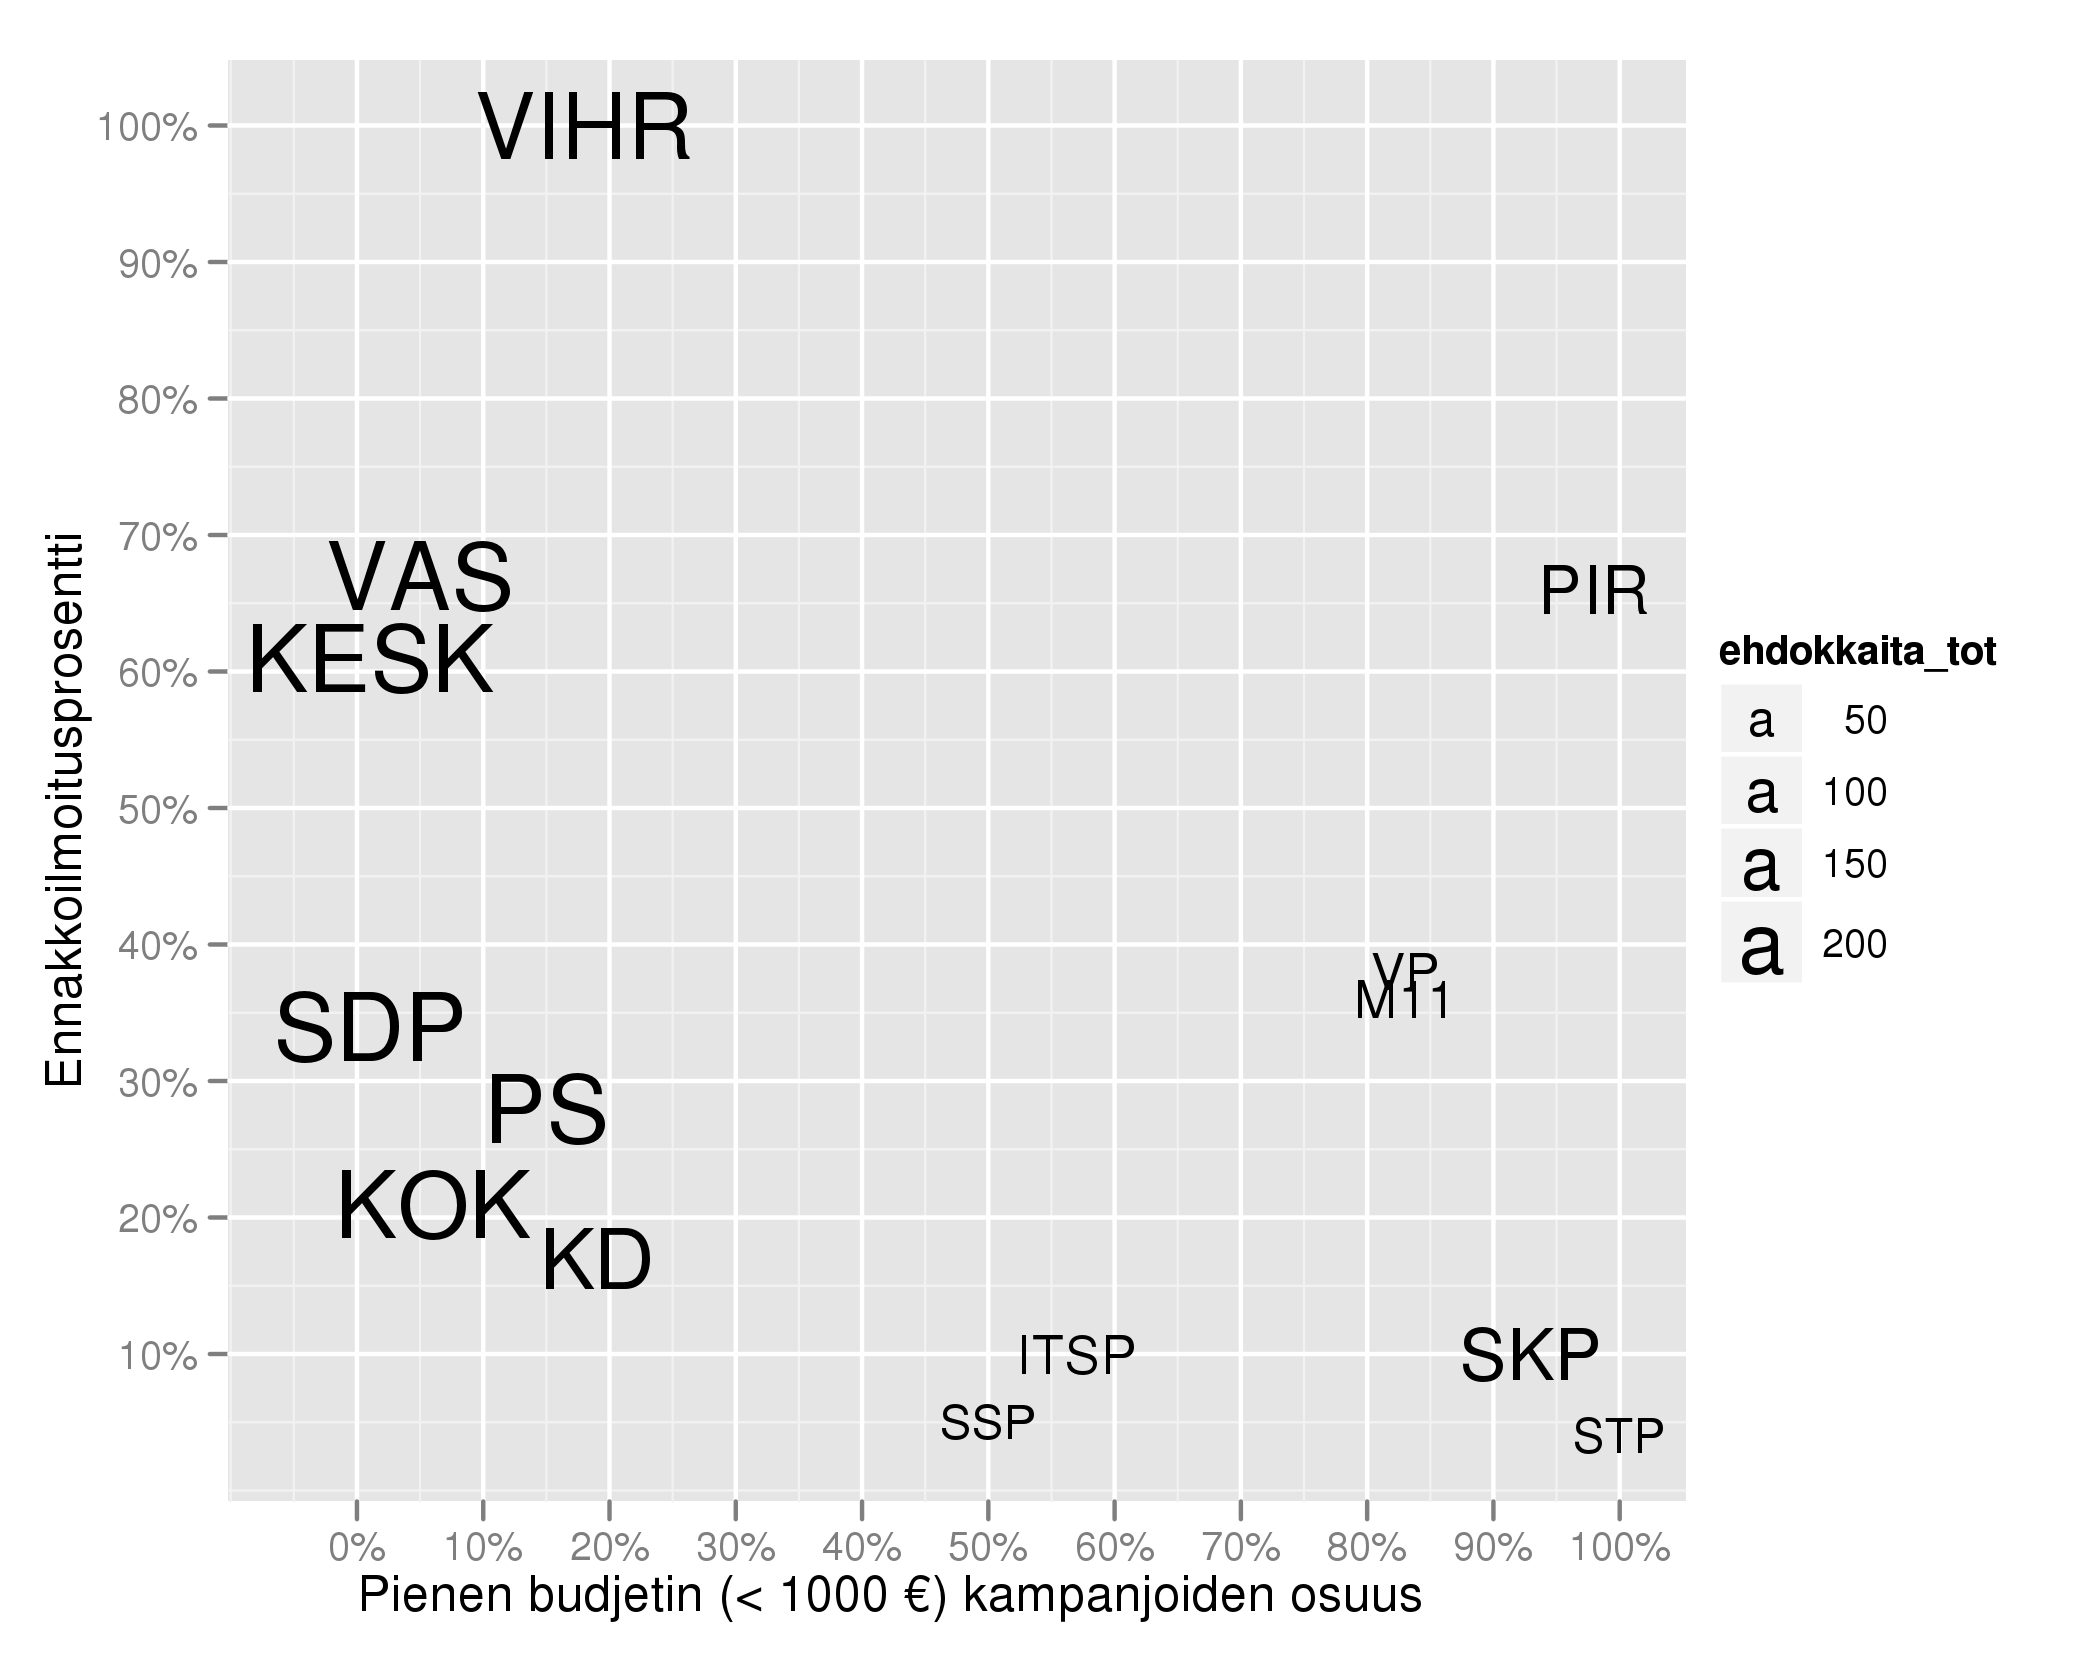 VIHR
100%
90%
80%
70%
VAS
PIR
KESK
60%
50%
40%
VP
M11
SDP
30%
PS
KOK
20%
KD
10%
ITSP
SKP
SSP
STP
0% 10% 20% 30% 40% 50% 60% 70% 80% 90% 100%
Pienen budjetin (< 1000 €) kampanjoiden osuus
Ennakkoilmoitusprosentti
ehdokkaita_tot
a 50
a 100
a 150
a 200